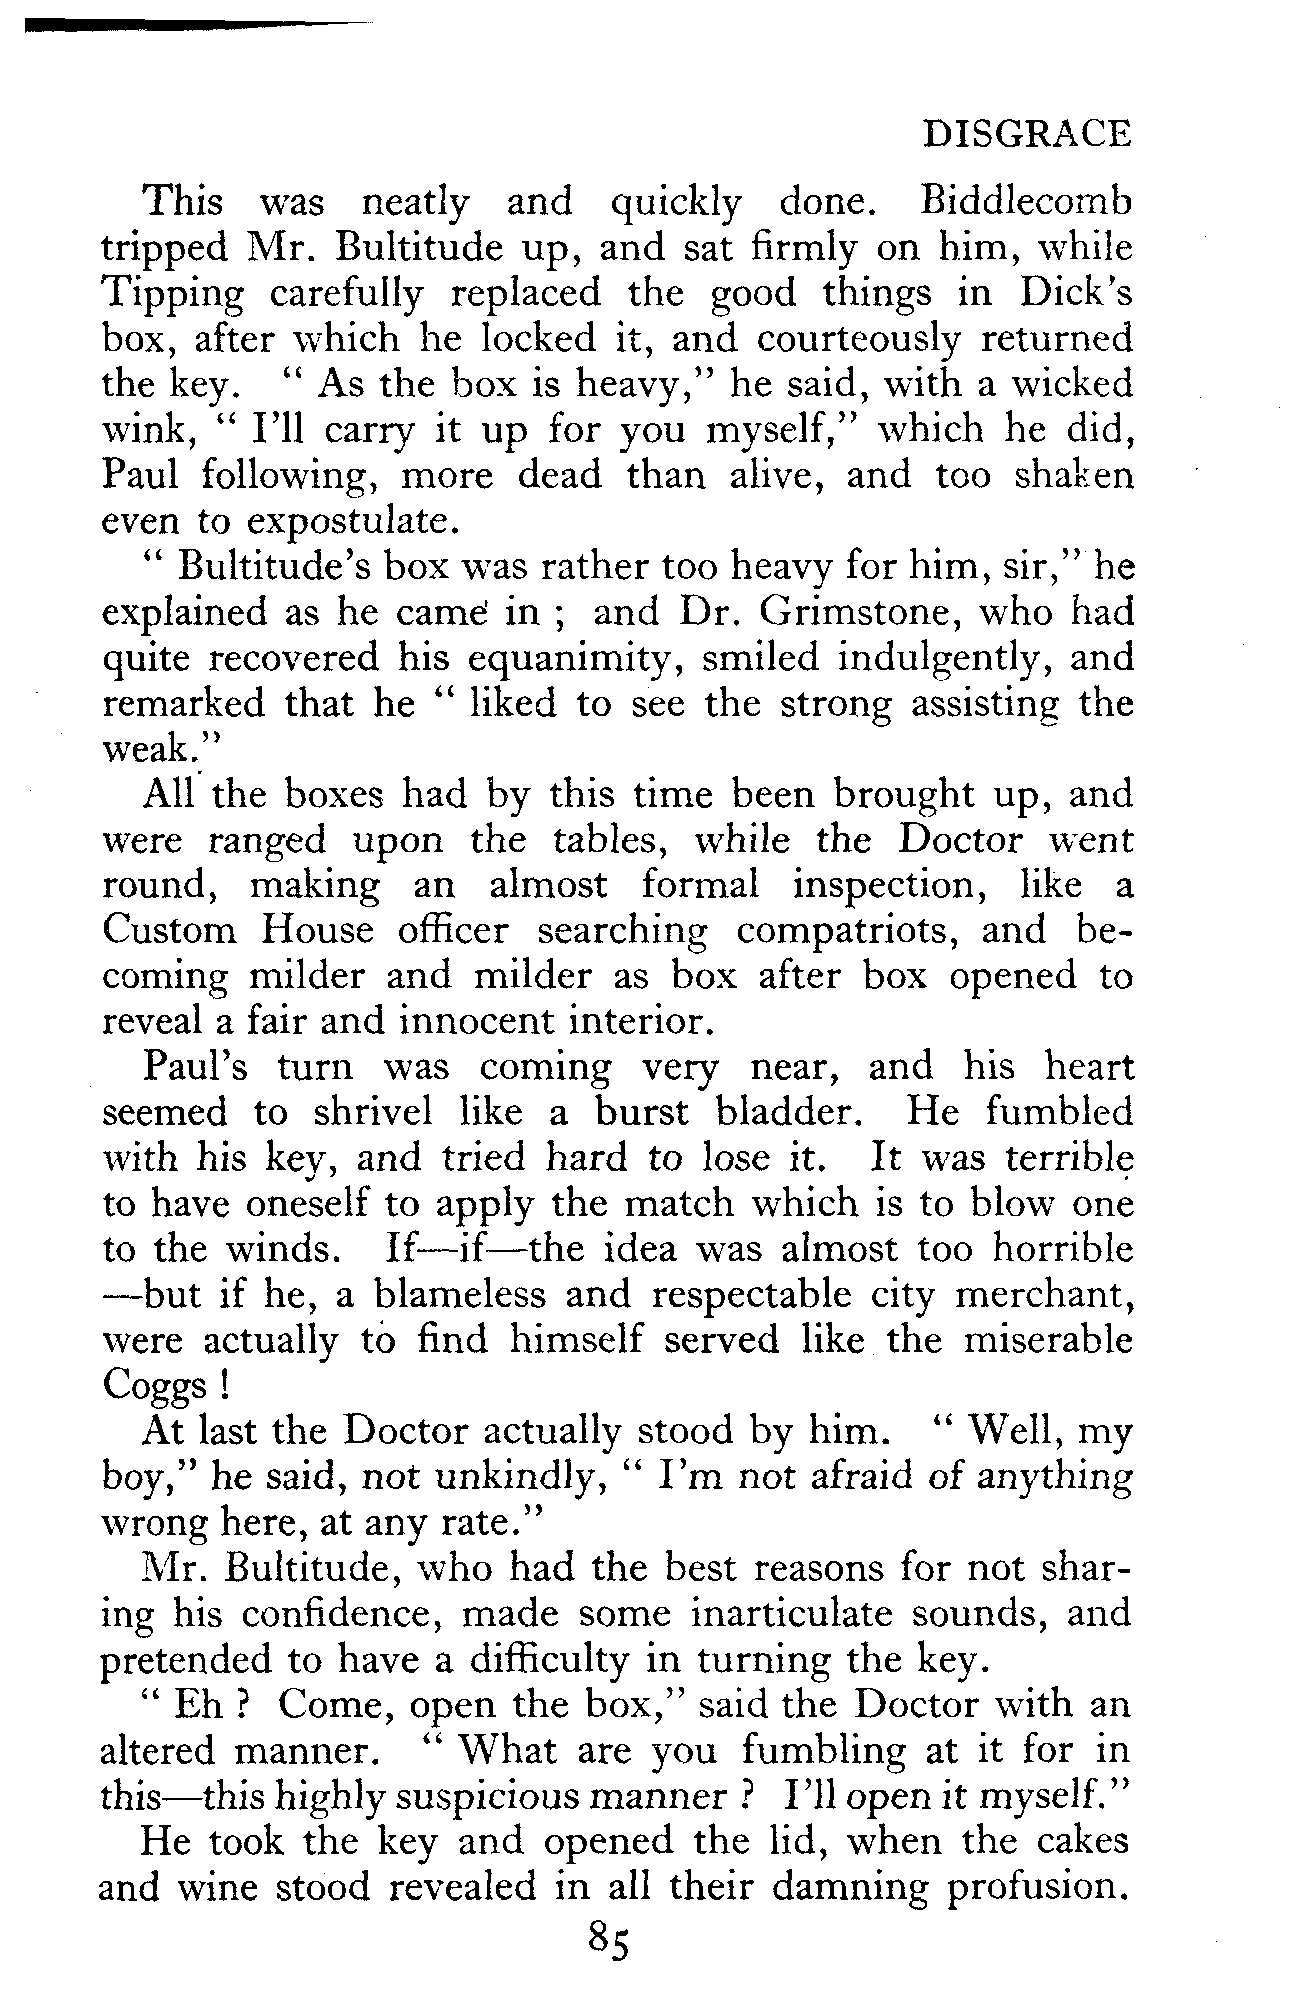 DISGRACE
This was neatly and quickly done. Biddlecomb
tripped Mr. Bultitude up, and sat firmly on him, while
Tipping carefully replaced the good things in Dick's
box, after which he locked it, and courteously returned
the key. “ As the box is heavy,” he said, with a wicked
wink, “ I'll carry it up for you myself,” which he did,
Paul following, more dead than alive, and too shaken
even to expostulate.
“ Bultitude's box was rather too heavy for him, sir,” he
explained as he came in ; and Dr. Grimstone, who had
quite recovered his equanimity, smiled indulgently, and
remarked that he “ liked to see the strong assisting the
weak.”
All the boxes had by this time been brought up, and
were ranged upon the tables, while the Doctor went
round, making an almost formal inspection, like a
Custom House officer searching compatriots, and be-
coming milder and milder as box after box opened to
reveal a fair and innocent interior.
Paul's turn was coming very near, and his heart
seemed to shrivel like a burst bladder. He fumbled
with his key, and tried hard to lose it. It was terrible
to have oneself to apply the match which is to blow one
to the winds. If—if—the idea was almost too horrible
—but if he, a blameless and respectable city merchant,
were actually to find himself served like the miserable
Coggs !
At last the Doctor actually stood by him. “ Well, my
boy,” he said, not unkindly, “ I'm not afraid of anything
wrong here, at any rate.”
Mr. Bultitude, who had the best reasons for not shar-
ing his confidence, made some inarticulate sounds, and
pretended to have a difficulty in turning the key.
“ Eh ? Come, open the box,” said the Doctor with an
altered manner. “ What are you fumbling at it for in
this—this highly suspicious manner ? I'll open it myself.”
He took the key and opened the lid, when the cakes
and wine stood revealed in all their damning profusion.
85